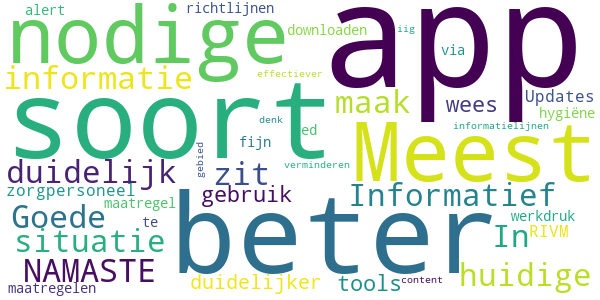 alert richtlijnen
nodige app
downloaden iig
via
informatie effectiever
soort maak wees Updates
hygiëne
denk informatielijnen
red fijn Meest
gebied
duidelijk zit verminderen
zorgpersoneel gebruik Informatief
maatregel
Goede te beter werkdruk
situatie In RIVM
NAMASTE duidelijker tools content huidige
maatregelen